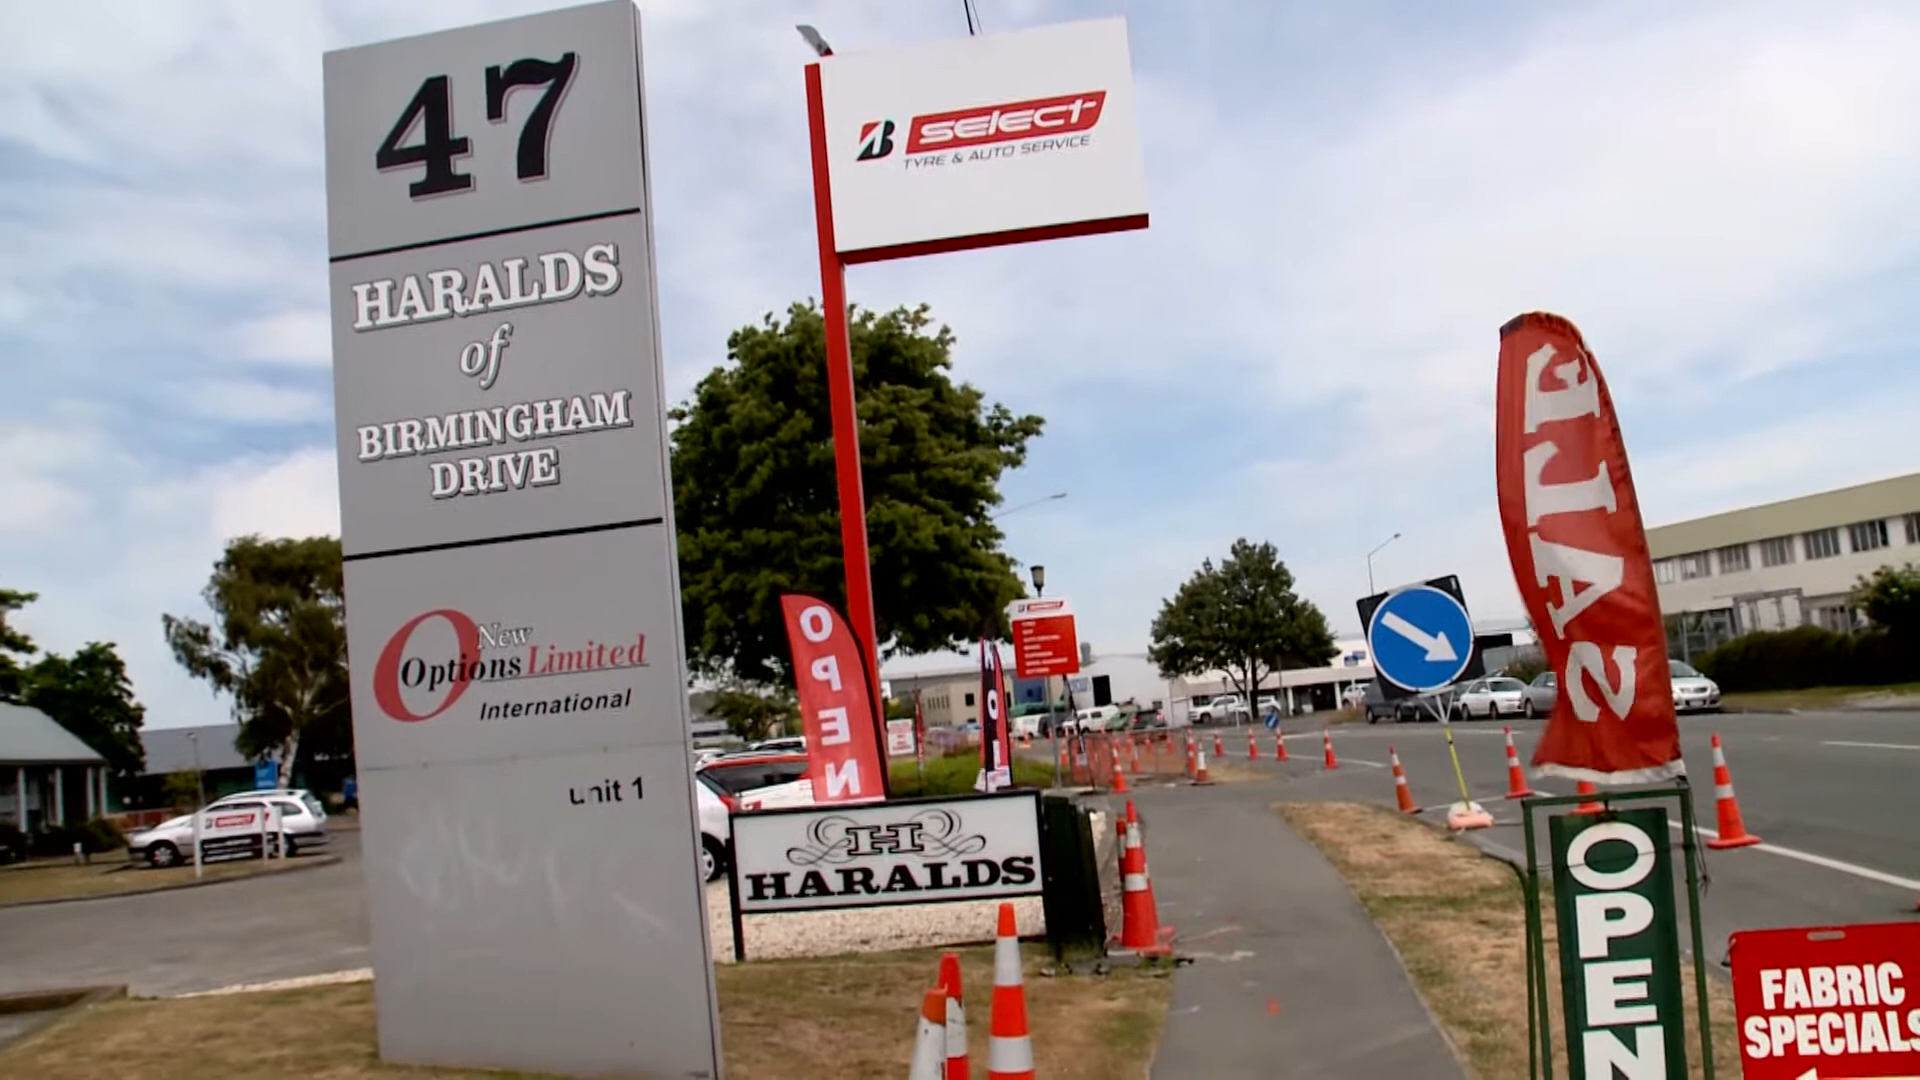 47
HARALDS
of
BIRMINGHAM
DRIVE
New
Options Limited
International
unit 1
B SELECT
TYRE & AUTO SERVICE
OPEN
H
HARALDS
SALE
OPEN
FABRIC
SPECIALS